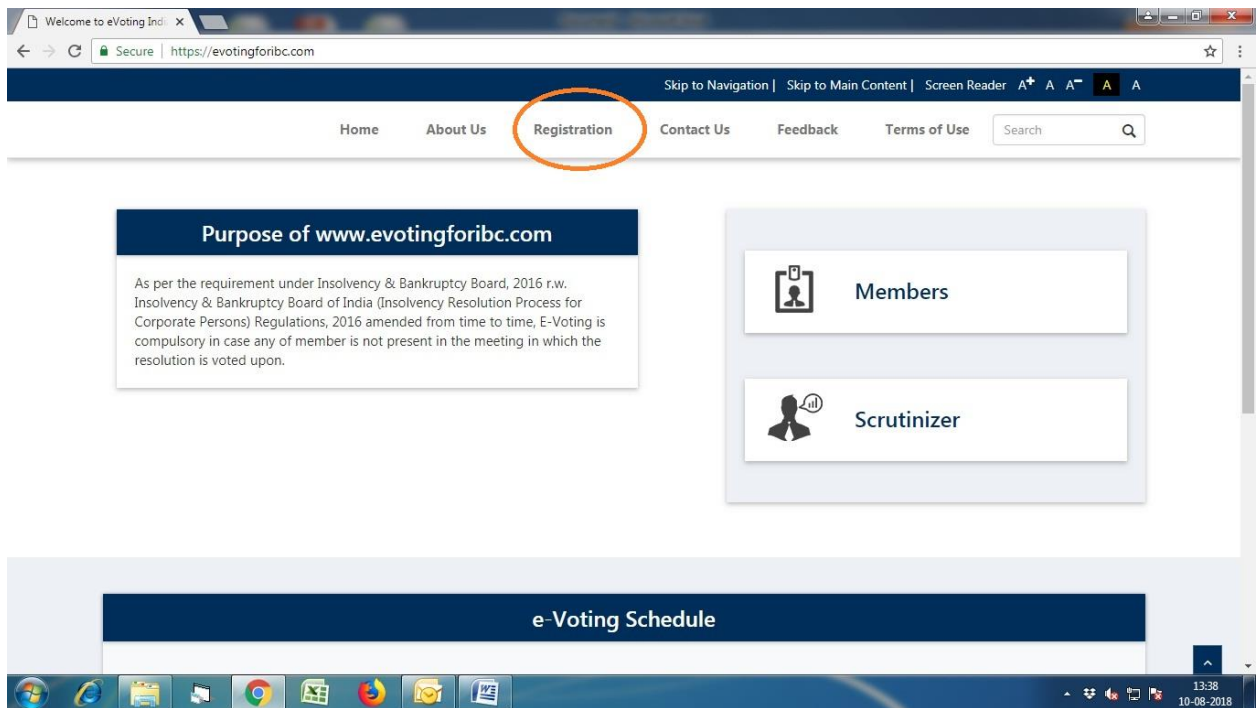 Welcome to eVoting Indi
Secure | https://evotingforibc.com
Skip to Navigation | Skip to Main Content | Screen Reader A+ A A- A A
Home About Us Registration Contact Us Feedback Terms of Use Search
Purpose of www.evotingforibc.com
As per the requirement under Insolvency & Bankruptcy Board, 2016 r.w.
Insolvency & Bankruptcy Board of India (Insolvency Resolution Process for
Corporate Persons) Regulations, 2016 amended from time to time, E-Voting is
compulsory in case any of member is not present in the meeting in which the
resolution is voted upon.
Members
Scrutinizer
e-Voting Schedule
13:38
10-08-2018